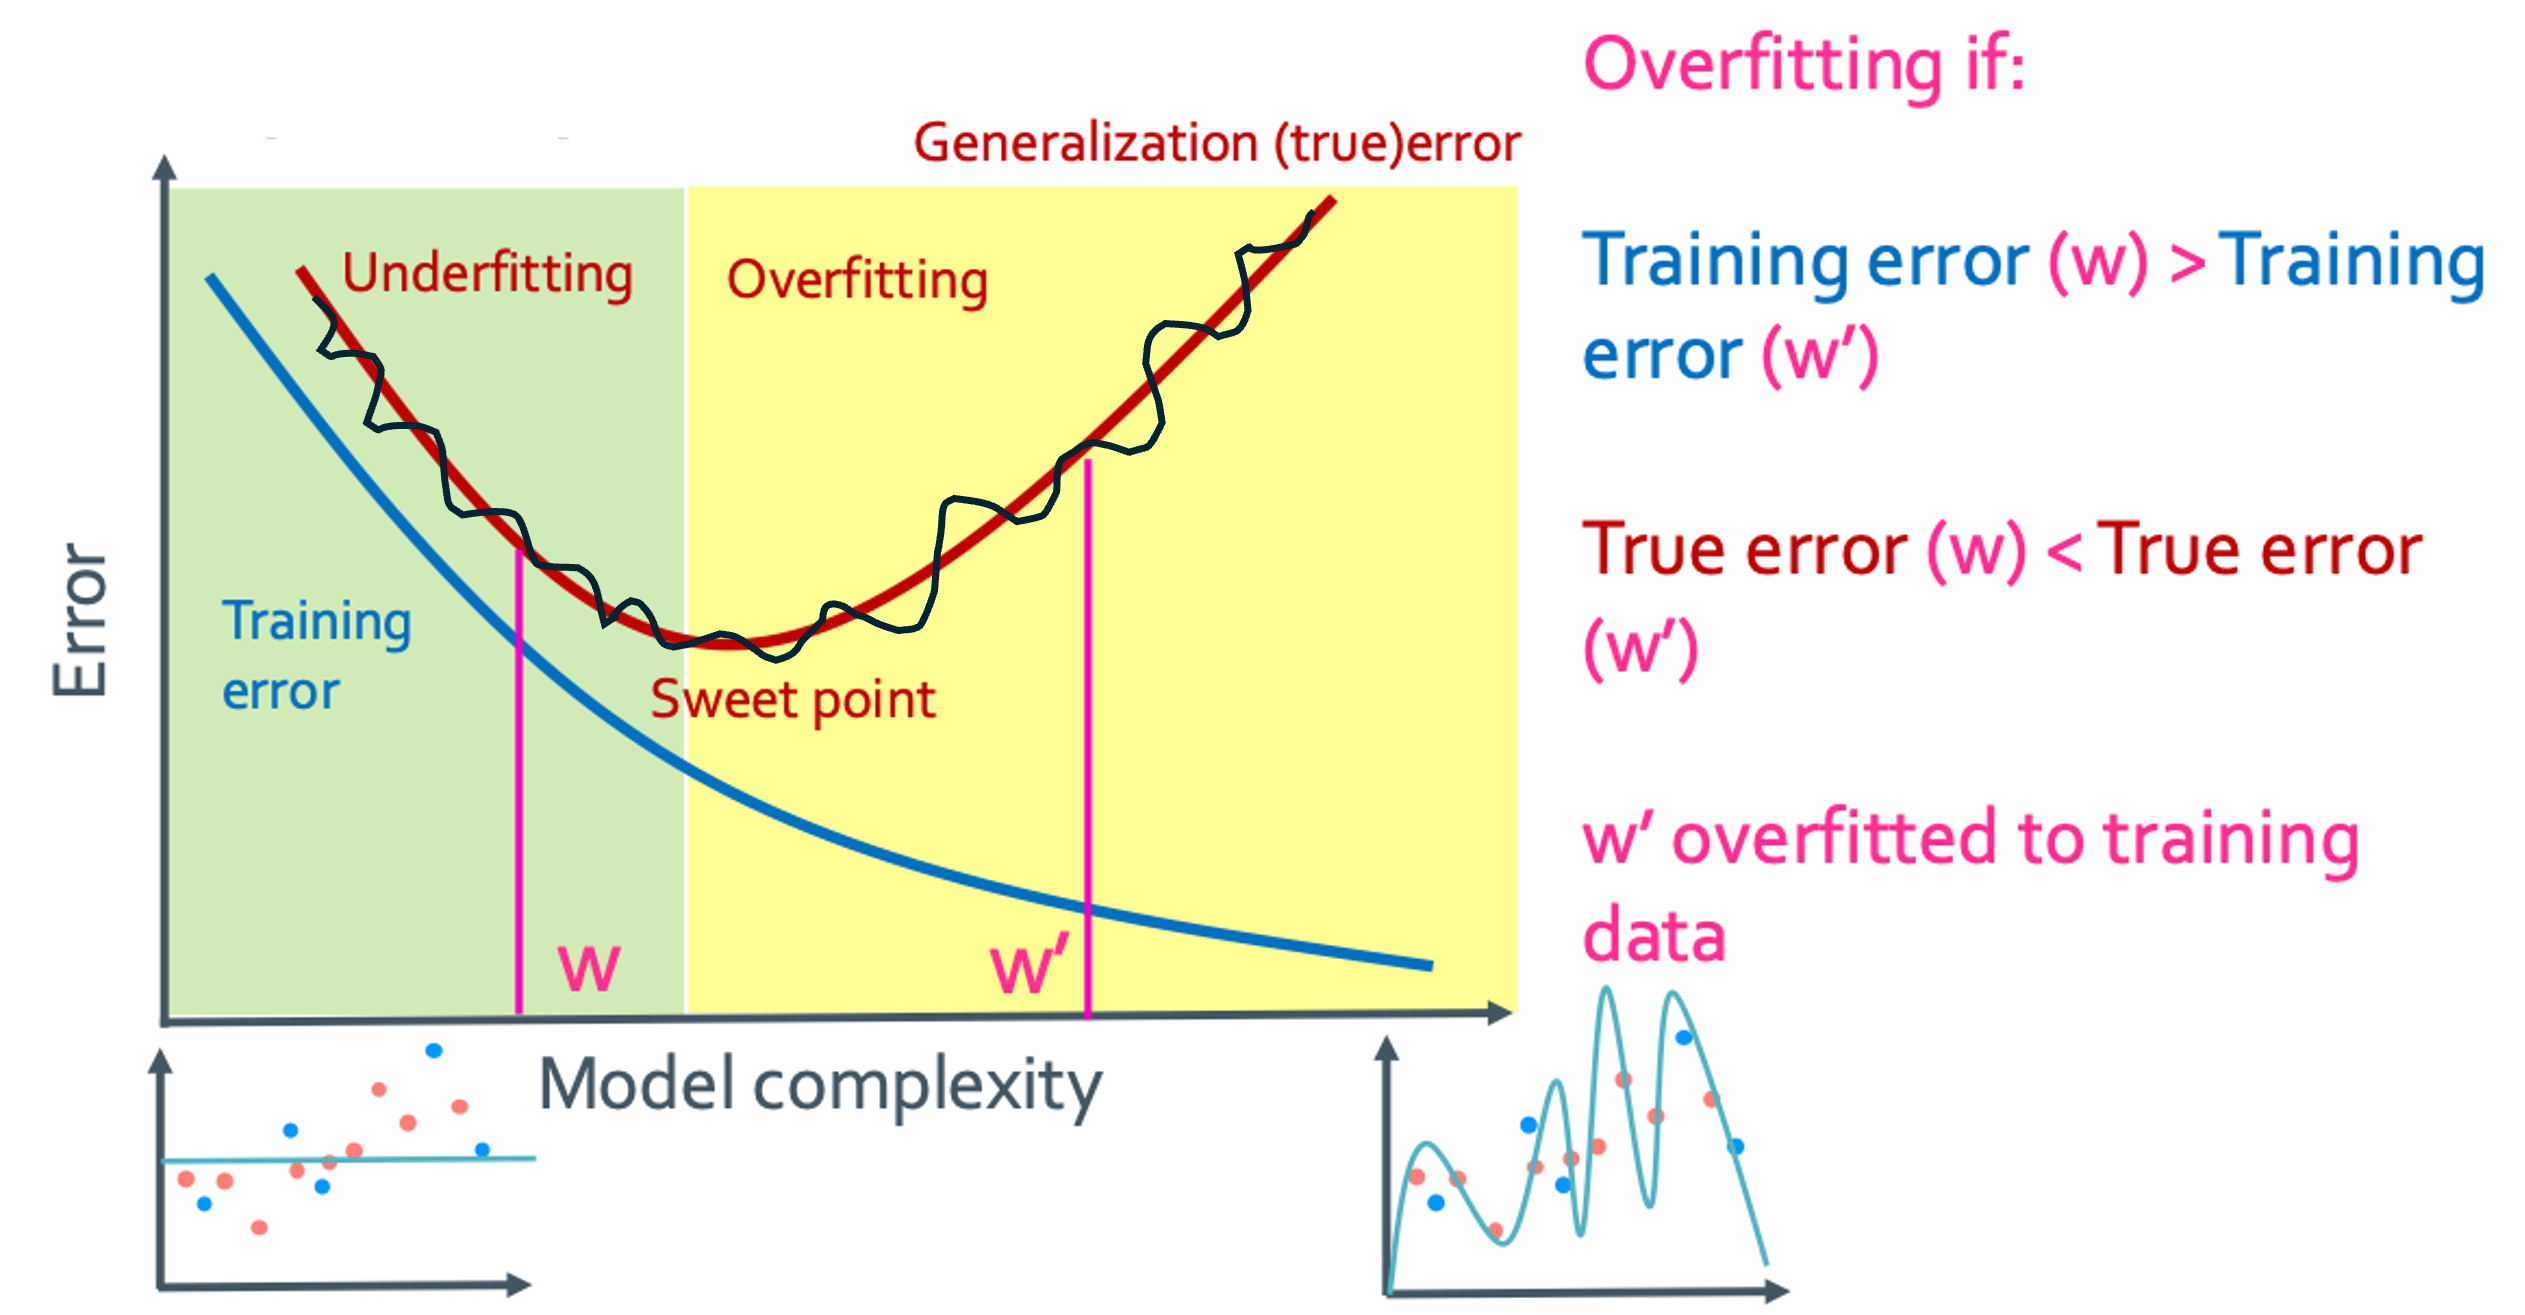 Overfitting if:
Generalization (true)error
Training error (w) > Training
error (w′)
Underfitting
Overfitting
True error (w) < True error
(w′)
Training
error
Error
Sweet point
w′ overfitted to training
data
w
w′
Model complexity